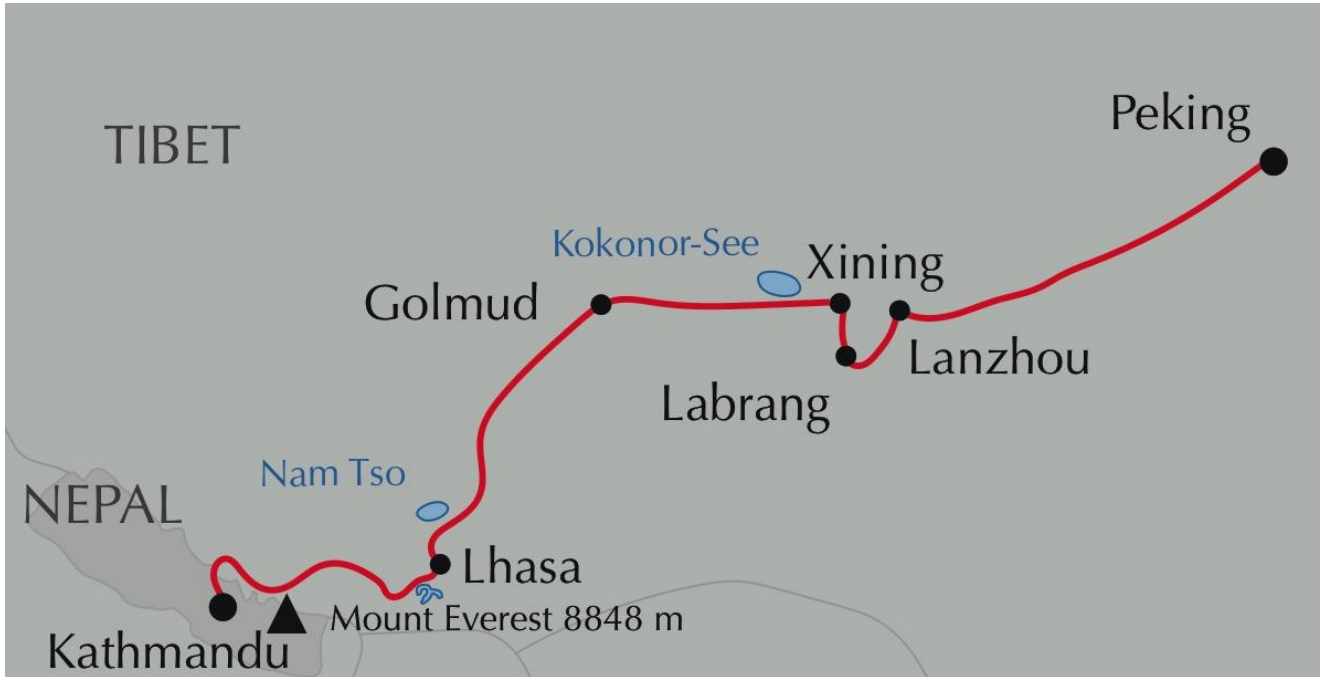 Peking
TIBET
Kokonor-See
Xining
Golmud
Lanzhou
Labrang
Nam Tso
NEPAL
Lhasa
Mount Everest 8848 m
Kathmandu